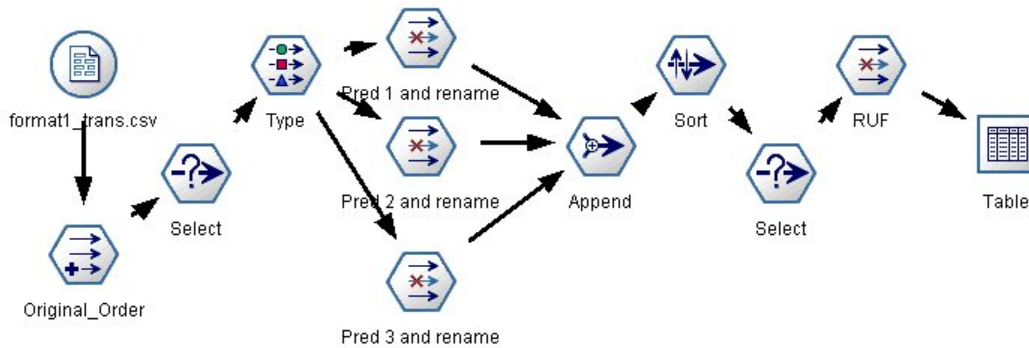 format1_trans.csv
Original_Order
Select
Type
Pred 1 and rename
Pred 2 and rename
Pred 3 and rename
Append
Sort
Select
RUF
Table